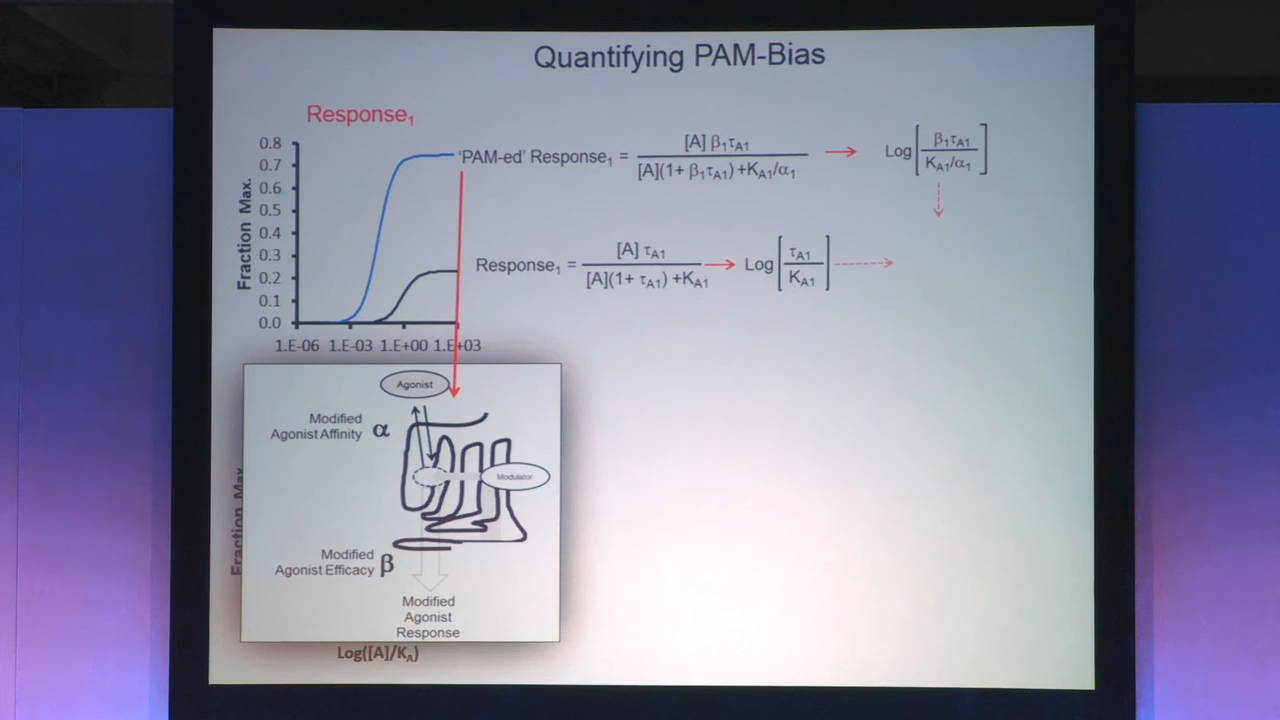 Quantifying PAM-Bias
Response₁
0.8
0.7
0.6
0.5
0.4
0.3
0.2
0.1
0.0
Fraction Max.
1.E-06 1.E-03 1.E+00 1.E+03
'PAM-ed' Response₁ = [A] β₁τA1 / [A](1+ β₁τA1) +KA1/α₁
Log[β₁τA1 / KA1/α₁]
Response₁ = [A] τA1 / [A](1+ τA1) +KA1
Log[τA1 / KA1]
Agonist
Modified
Agonist Affinity α
Modulator
Modified
Agonist Efficacy β
Modified
Agonist
Response
Fraction Max
Log([A]/KA)